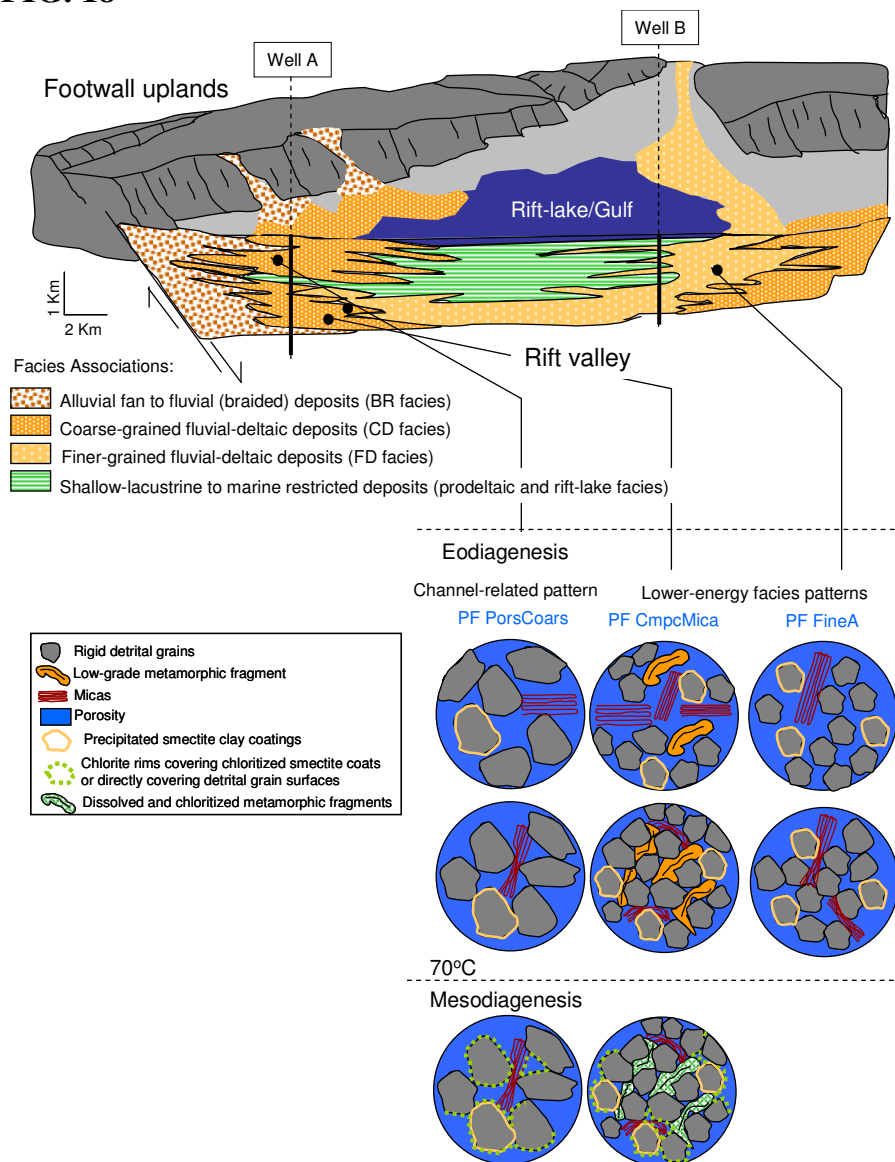 Well B
Well A
Footwall uplands
Rift-lake/Gulf
1 Km
2 Km
Rift valley
Facies Associations:
Alluvial fan to fluvial (braided) deposits (BR facies)
Coarse-grained fluvial-deltaic deposits (CD facies)
Finer-grained fluvial-deltaic deposits (FD facies)
Shallow-lacustrine to marine restricted deposits (prodeltaic and rift-lake facies)
Eodiagenesis
Channel-related pattern
Lower-energy facies patterns
PF PorsCoars
PF CmpcMica
PF FineA
Rigid detrital grains
Low-grade metamorphic fragment
Micas
Porosity
Precipitated smectite clay coatings
Chlorite rims covering chloritized smectite coats
or directly covering detrital grain surfaces
Dissolved and chloritized metamorphic fragments
70ºC
Mesodiagenesis